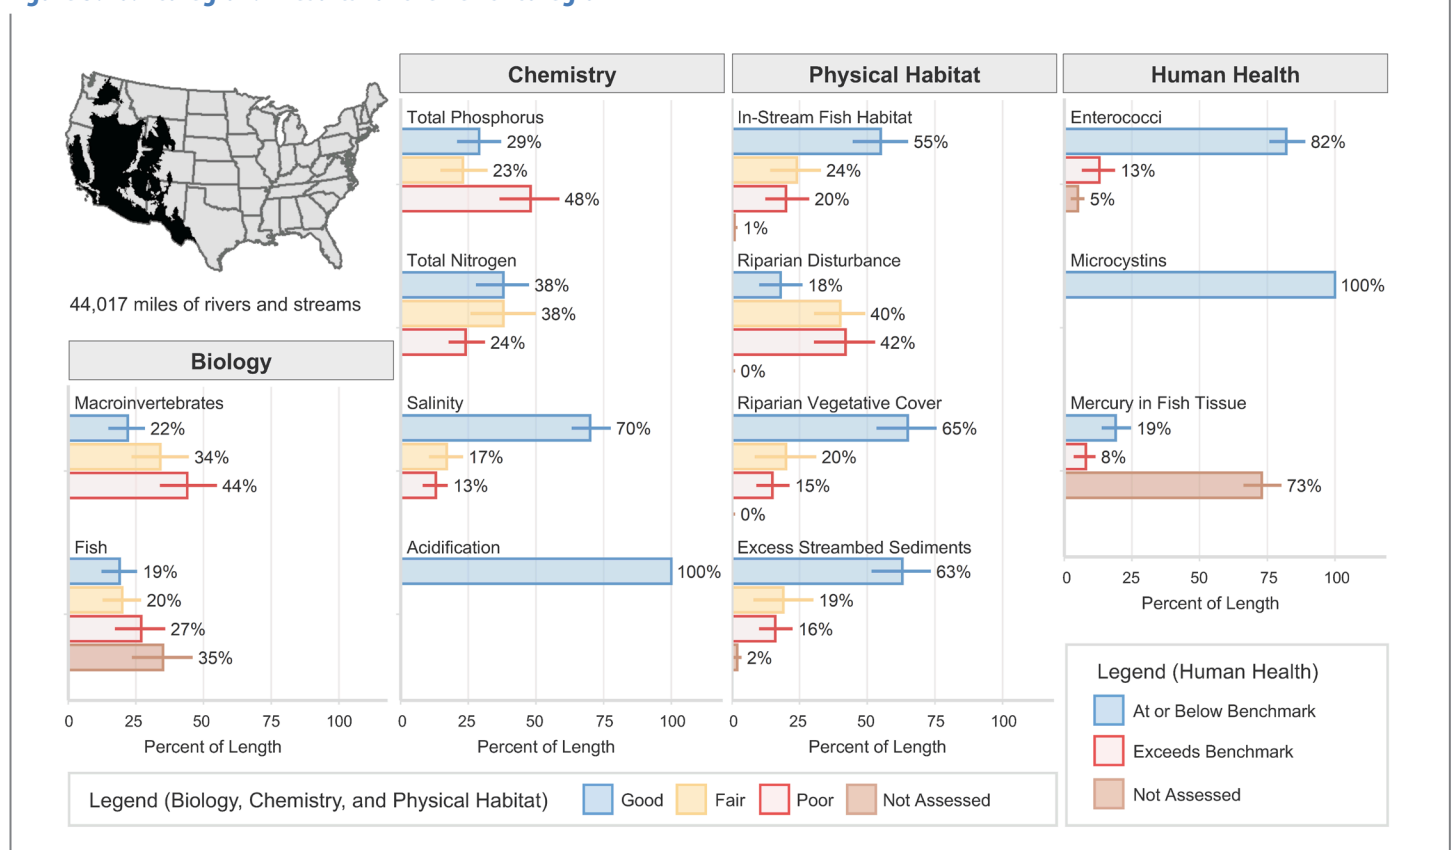 44,017 miles of rivers and streams
Biology
Macroinvertebrates
22%
34%
44%
Fish
19%
20%
27%
35%
0 25 50 75 100
Percent of Length
Chemistry
Total Phosphorus
29%
23%
48%
Total Nitrogen
38%
38%
24%
Salinity
70%
17%
13%
Acidification
100%
0 25 50 75 100
Percent of Length
Physical Habitat
In-Stream Fish Habitat
55%
24%
20%
1%
Riparian Disturbance
18%
40%
42%
0%
Riparian Vegetative Cover
65%
20%
15%
0%
Excess Streambed Sediments
63%
19%
16%
2%
0 25 50 75 100
Percent of Length
Human Health
Enterococci
82%
13%
5%
Microcystins
100%
Mercury in Fish Tissue
19%
8%
73%
0 25 50 75 100
Percent of Length
Legend (Human Health)
At or Below Benchmark
Exceeds Benchmark
Not Assessed
Legend (Biology, Chemistry, and Physical Habitat) Good Fair Poor Not Assessed